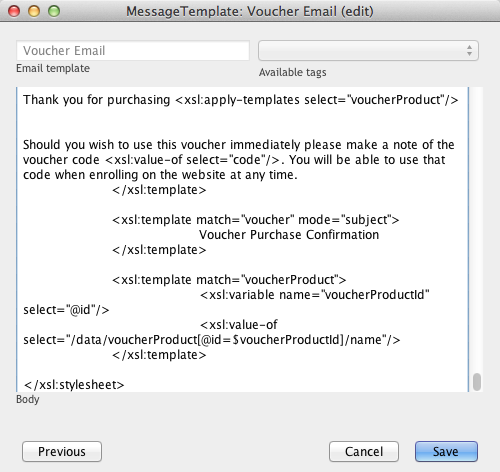 MessageTemplate: Voucher Email (edit)
Voucher Email
Email template
Available tags
Thank you for purchasing <xsl:apply-templates select="voucherProduct"/>
Should you wish to use this voucher immediately please make a note of the
voucher code <xsl:value-of select="code"/>. You will be able to use that
code when enrolling on the website at any time.
</xsl:template>
<xsl:template match="voucher" mode="subject">
Voucher Purchase Confirmation
</xsl:template>
<xsl:template match="voucherProduct">
<xsl:variable name="voucherProductId"
select="@id"/>
<xsl:value-of
select="/data/voucherProduct[@id=$voucherProductId]/name"/>
</xsl:template>
</xsl:stylesheet>
Body
Previous
Cancel
Save